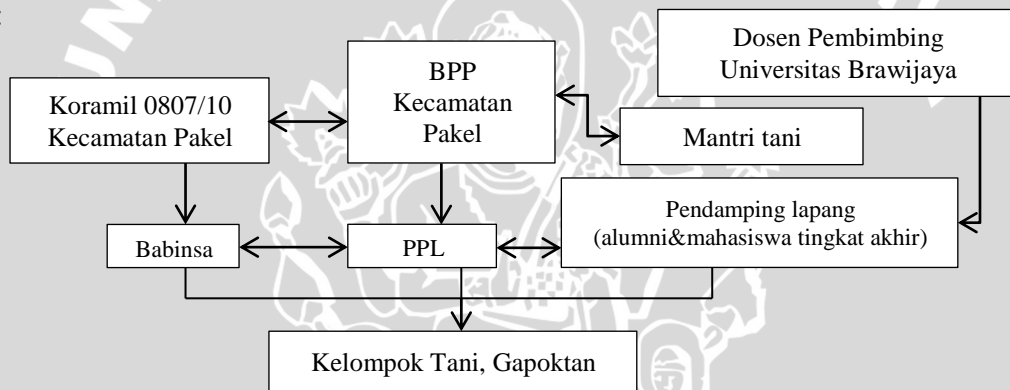 :
Dosen Pembimbing
Universitas Brawijaya
BPP
Kecamatan
Pakel
Koramil 0807/10
Kecamatan Pakel
Mantri tani
Pendamping lapang
(alumni&mahasiswa tingkat akhir)
Babinsa
PPL
Kelompok Tani, Gapoktan